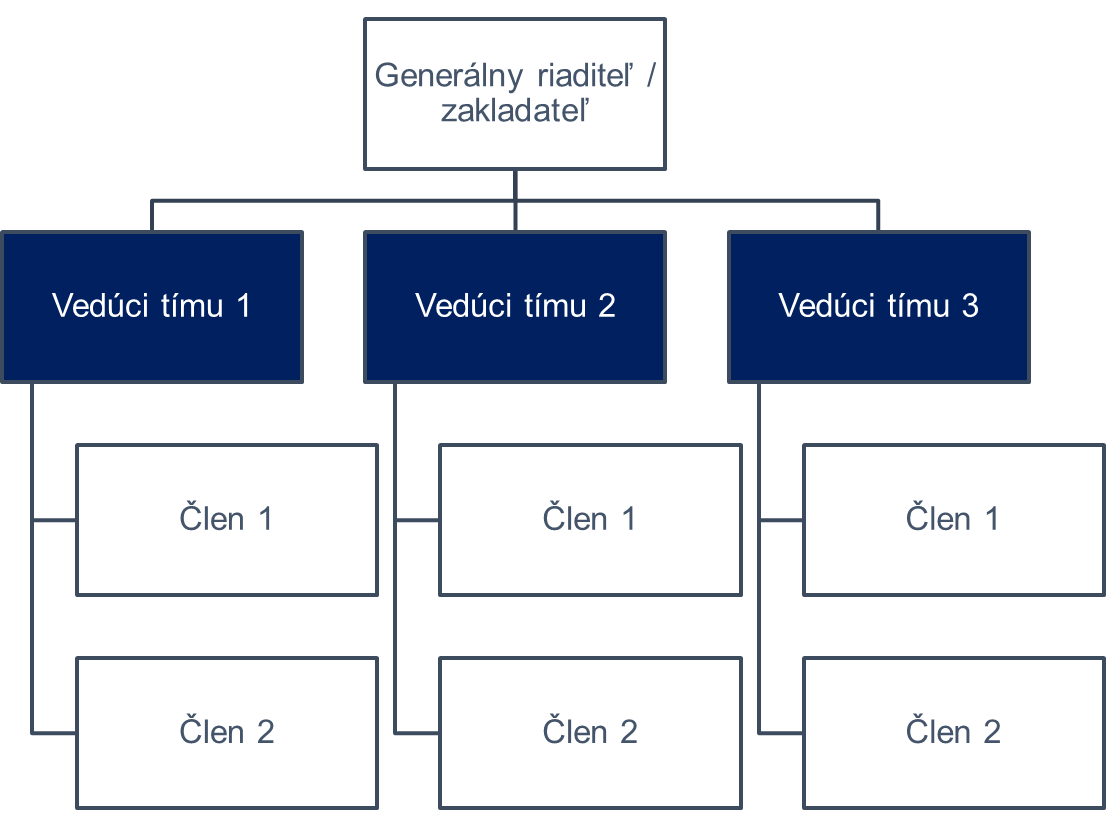 Generálny riaditeľ /
zakladateľ
Vedúci tímu 1
Vedúci tímu 2
Vedúci tímu 3
Člen 1
Člen 1
Člen 1
Člen 2
Člen 2
Člen 2